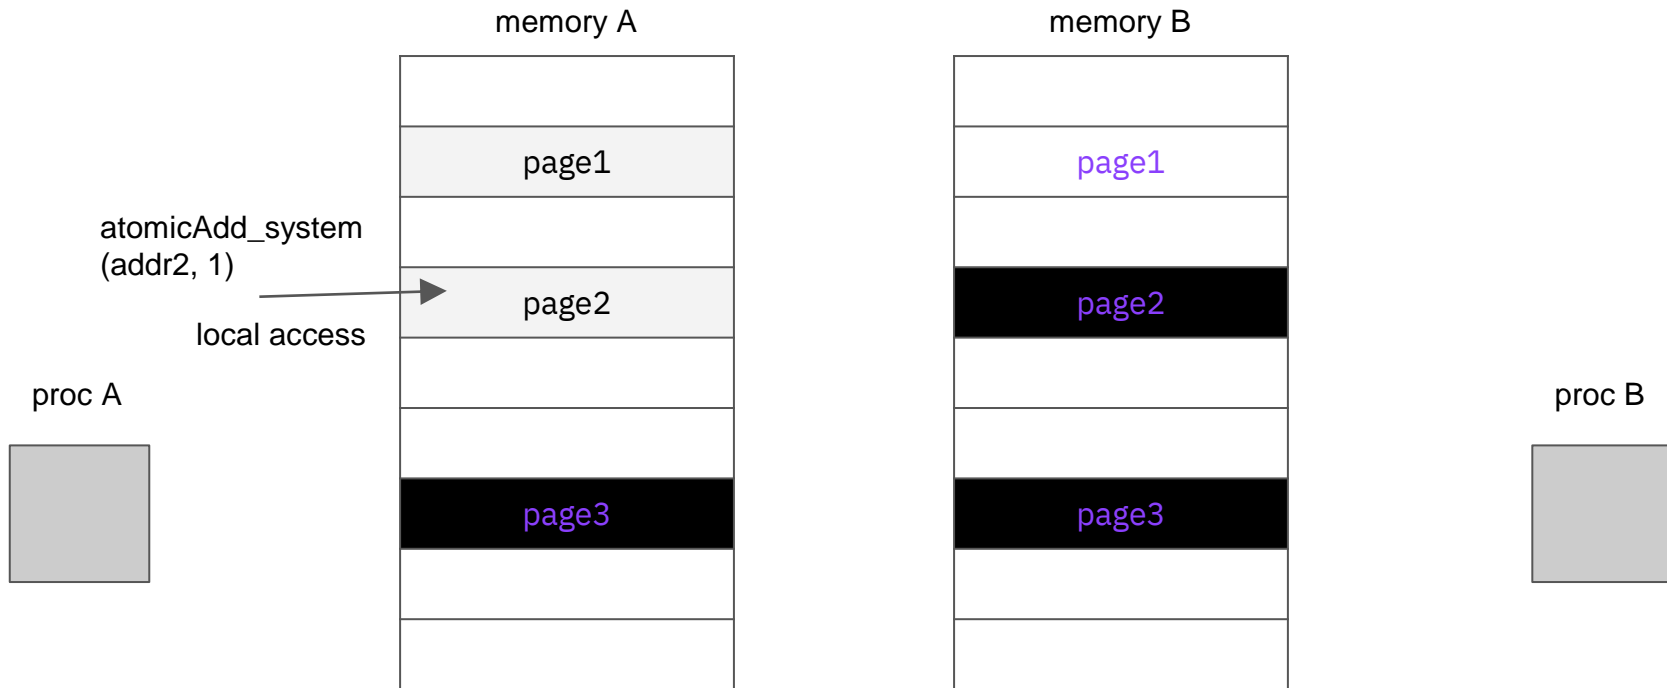 memory A
memory B
page1
page1
atomicAdd_system
(addr2, 1)
page2
page2
local access
proc A
proc B
page3
page3